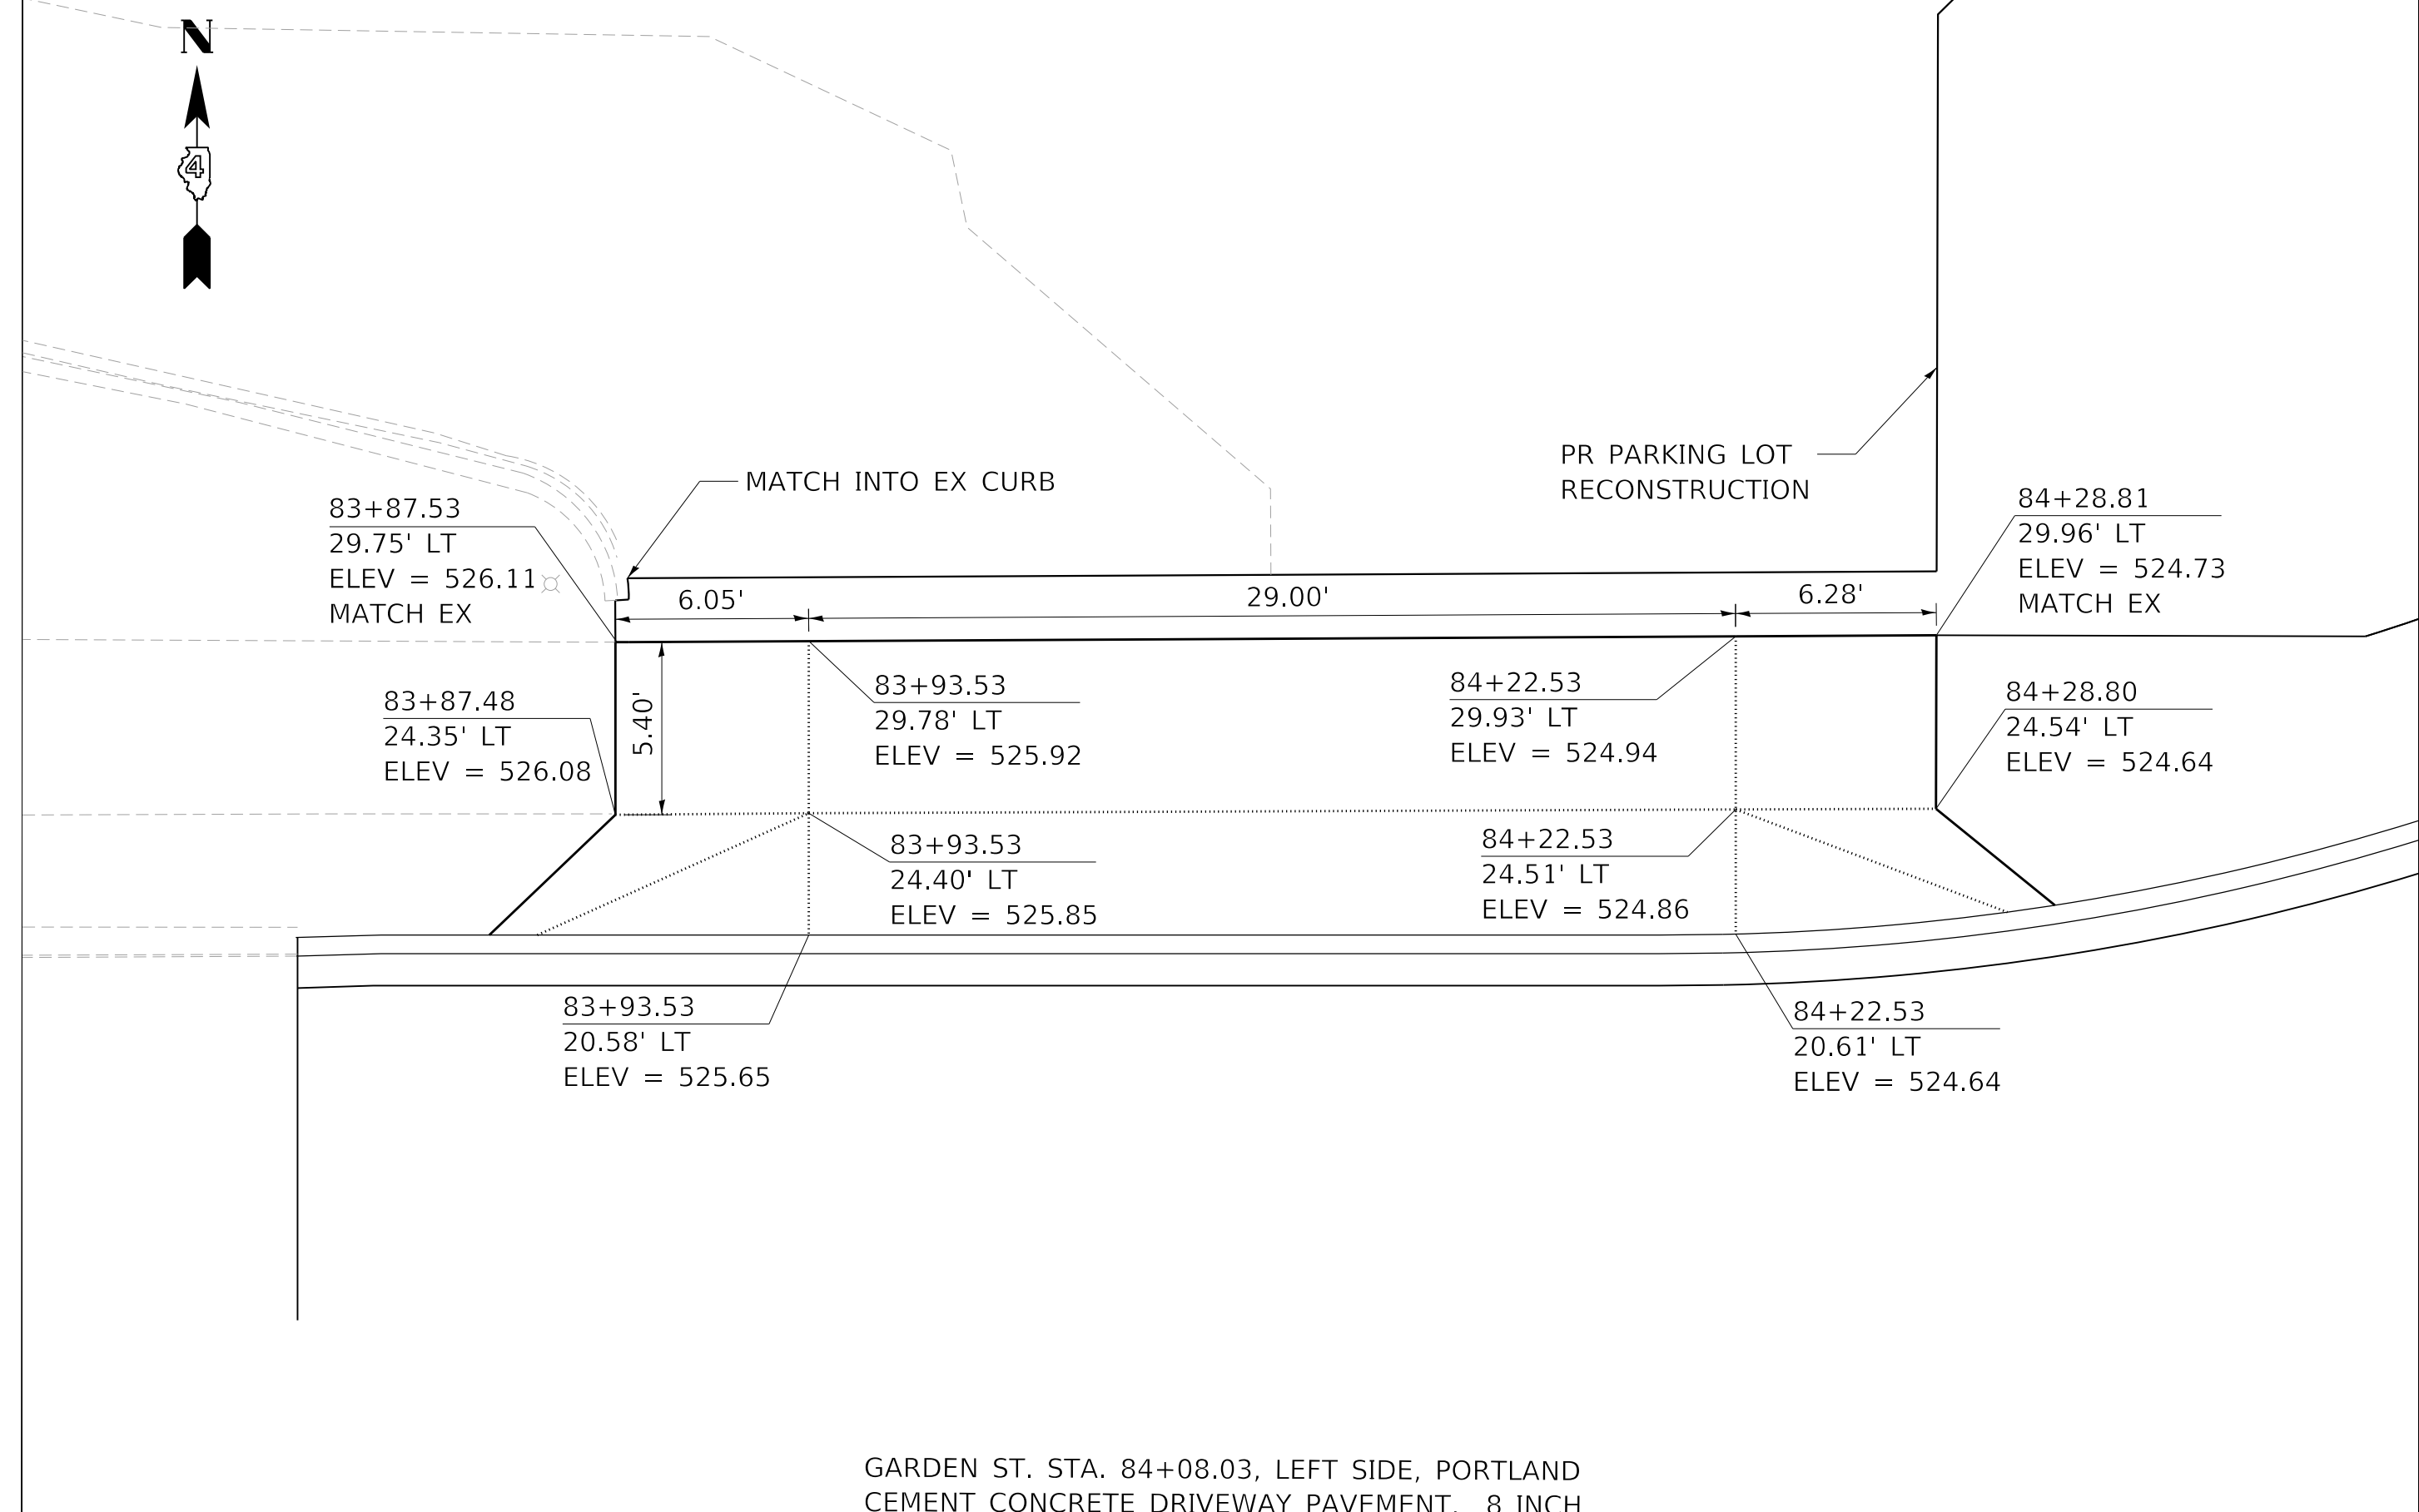 N
4
MATCH INTO EX CURB
PR PARKING LOT
RECONSTRUCTION
83+87.53
29.75' LT
ELEV = 526.11
MATCH EX
84+28.81
29.96' LT
ELEV = 524.73
MATCH EX
6.05'
29.00'
6.28'
5.40'
83+87.48
24.35' LT
ELEV = 526.08
83+93.53
29.78' LT
ELEV = 525.92
84+22.53
29.93' LT
ELEV = 524.94
84+28.80
24.54' LT
ELEV = 524.64
83+93.53
24.40' LT
ELEV = 525.85
84+22.53
24.51' LT
ELEV = 524.86
83+93.53
20.58' LT
ELEV = 525.65
84+22.53
20.61' LT
ELEV = 524.64
GARDEN ST. STA. 84+08.03, LEFT SIDE, PORTLAND
CEMENT CONCRETE DRIVEWAY PAVEMENT, 8 INCH